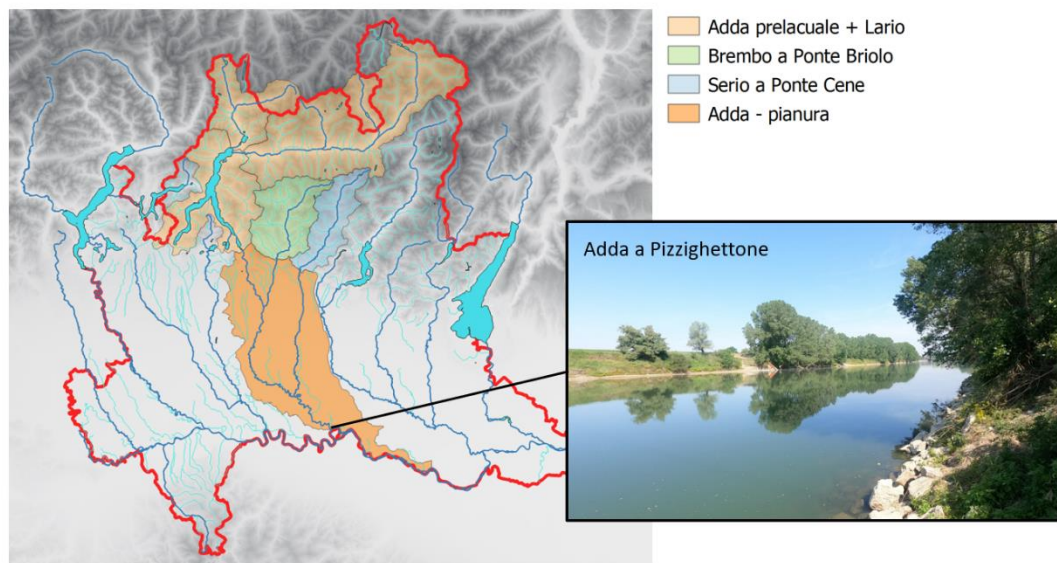 Adda prelacuale + Lario
Brembo a Ponte Briolo
Serio a Ponte Cene
Adda - pianura
Adda a Pizzighettone